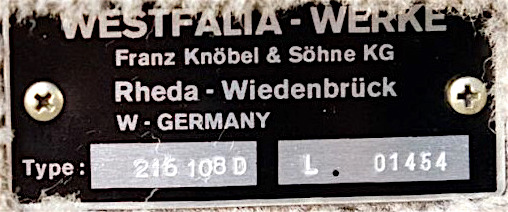 WESTFALIA - WERKE
Franz Knöbel & Söhne KG
Rheda - Wiedenbrück
W - GERMANY
Type: 216 108 D L. 01454